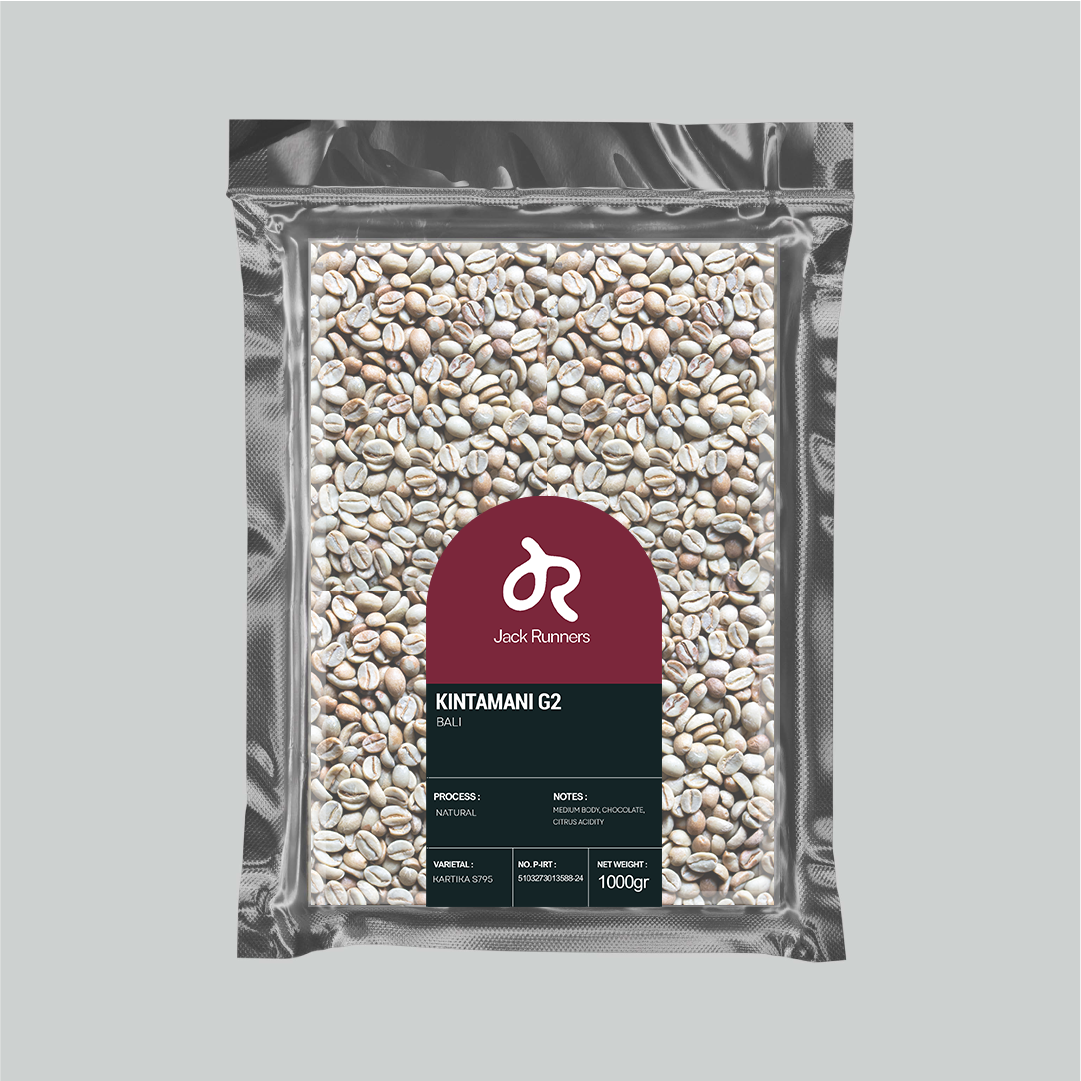 JR
Jack Runners
KINTAMANI G2
BALI
PROCESS :
NATURAL
NOTES :
MEDIUM BODY, CHOCOLATE,
CITRUS ACIDITY
VARIETAL :
KARTIKA S795
NO. P-IRT :
5103273013588-24
NET WEIGHT :
1000gr